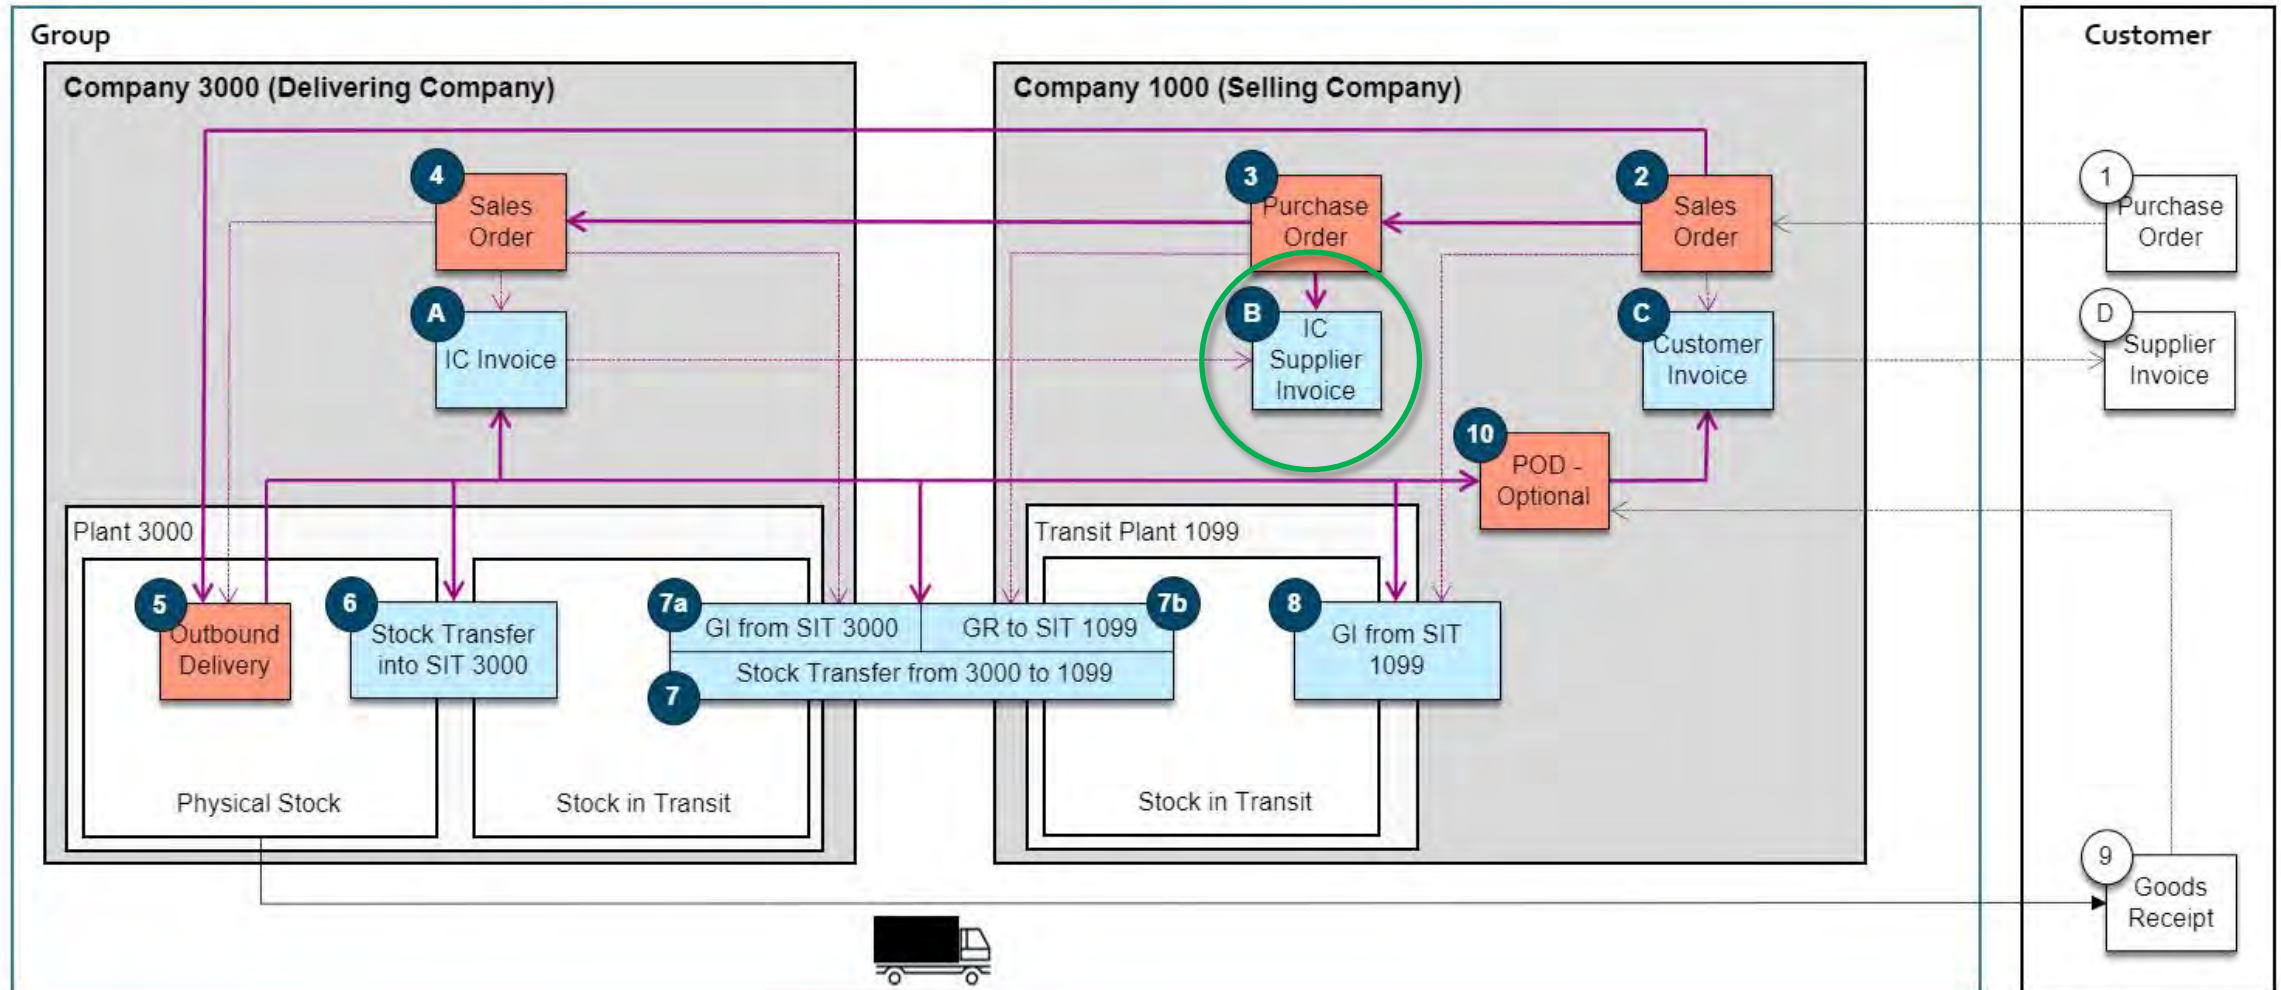 Group
Customer
Company 3000 (Delivering Company)
Company 1000 (Selling Company)
4
Sales
Order
3
Purchase
Order
2
Sales
Order
1
Purchase
Order
A
IC Invoice
B
IC
Supplier
Invoice
C
Customer
Invoice
D
Supplier
Invoice
10
POD -
Optional
Plant 3000
Transit Plant 1099
5
Outbound
Delivery
6
Stock Transfer
into SIT 3000
7a
GI from SIT 3000
7b
GR to SIT 1099
7
Stock Transfer from 3000 to 1099
8
GI from SIT
1099
Physical Stock
Stock in Transit
Stock in Transit
9
Goods
Receipt